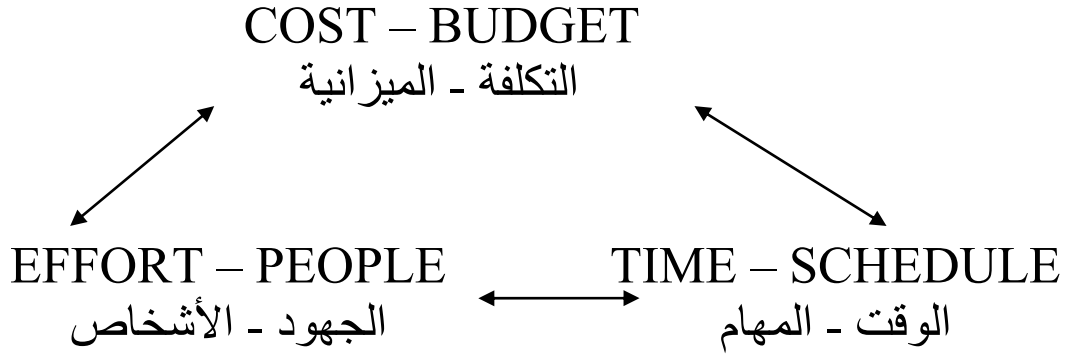 COST – BUDGET
التكلفة - الميزانية
EFFORT – PEOPLE
الجهود - الأشخاص
TIME – SCHEDULE
الوقت - المهام